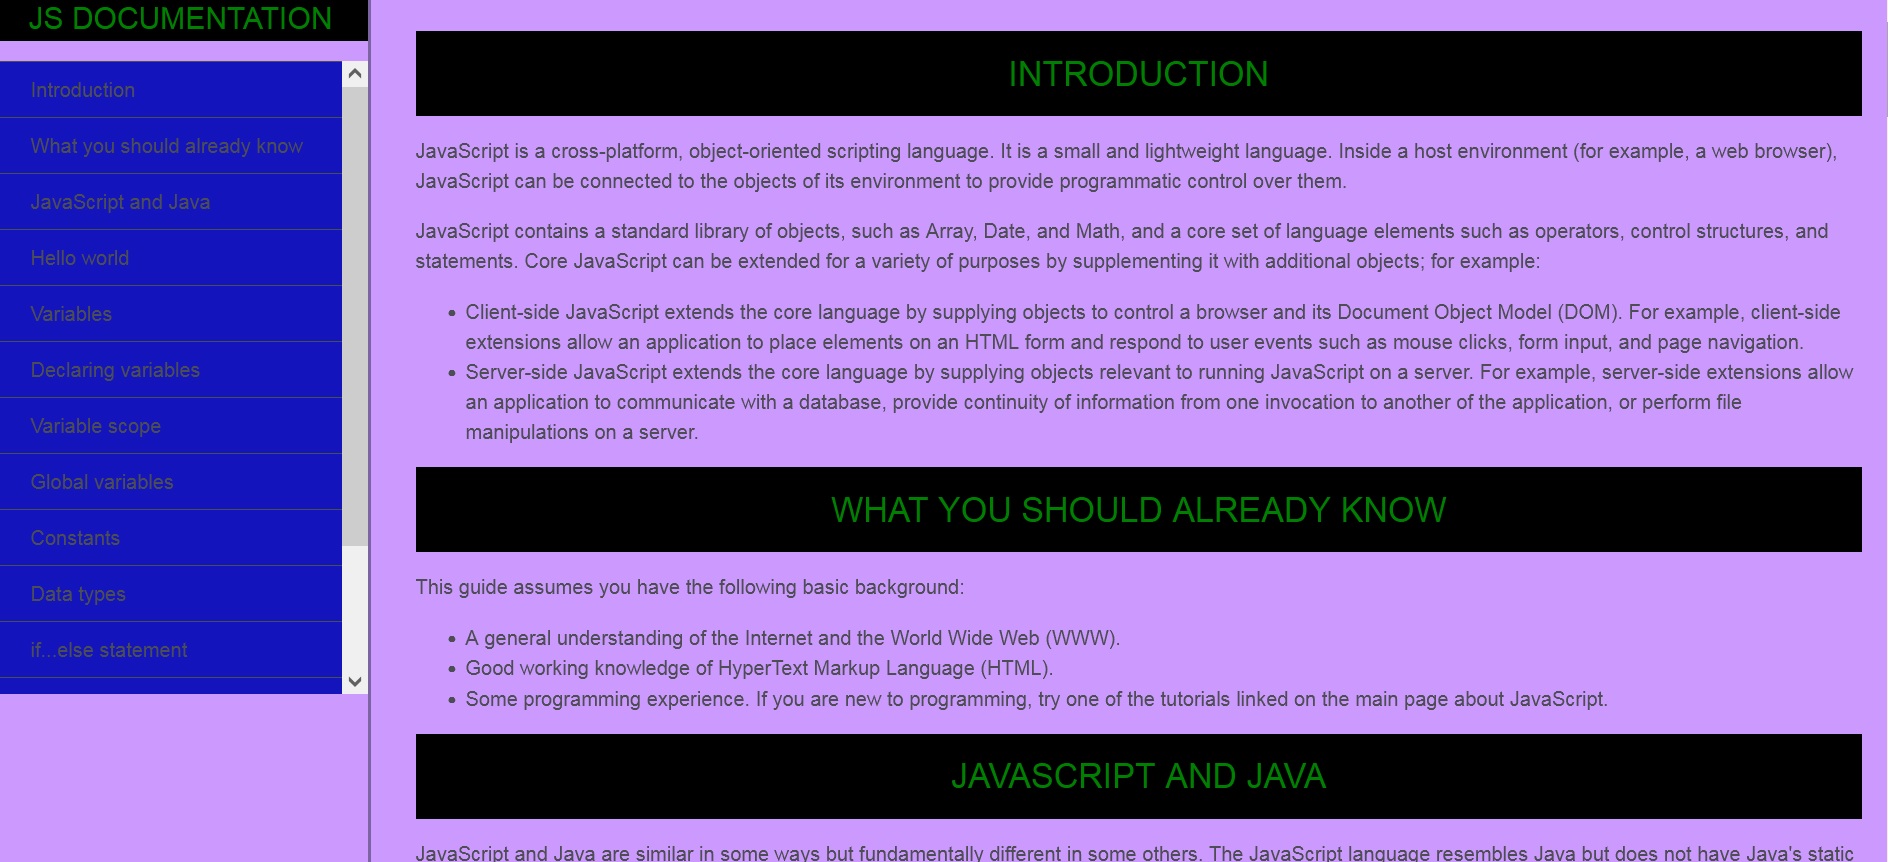 JS DOCUMENTATION
Introduction
What you should already know
JavaScript and Java
Hello world
Variables
Declaring variables
Variable scope
Global variables
Constants
Data types
if...else statement
INTRODUCTION
JavaScript is a cross-platform, object-oriented scripting language. It is a small and lightweight language. Inside a host environment (for example, a web browser),
JavaScript can be connected to the objects of its environment to provide programmatic control over them.
JavaScript contains a standard library of objects, such as Array, Date, and Math, and a core set of language elements such as operators, control structures, and
statements. Core JavaScript can be extended for a variety of purposes by supplementing it with additional objects; for example:
• Client-side JavaScript extends the core language by supplying objects to control a browser and its Document Object Model (DOM). For example, client-side
extensions allow an application to place elements on an HTML form and respond to user events such as mouse clicks, form input, and page navigation.
• Server-side JavaScript extends the core language by supplying objects relevant to running JavaScript on a server. For example, server-side extensions allow
an application to communicate with a database, provide continuity of information from one invocation to another of the application, or perform file
manipulations on a server.
WHAT YOU SHOULD ALREADY KNOW
This guide assumes you have the following basic background:
• A general understanding of the Internet and the World Wide Web (WWW).
• Good working knowledge of HyperText Markup Language (HTML).
• Some programming experience. If you are new to programming, try one of the tutorials linked on the main page about JavaScript.
JAVASCRIPT AND JAVA
JavaScript and Java are similar in some ways but fundamentally different in some others. The JavaScript language resembles Java but does not have Java's static